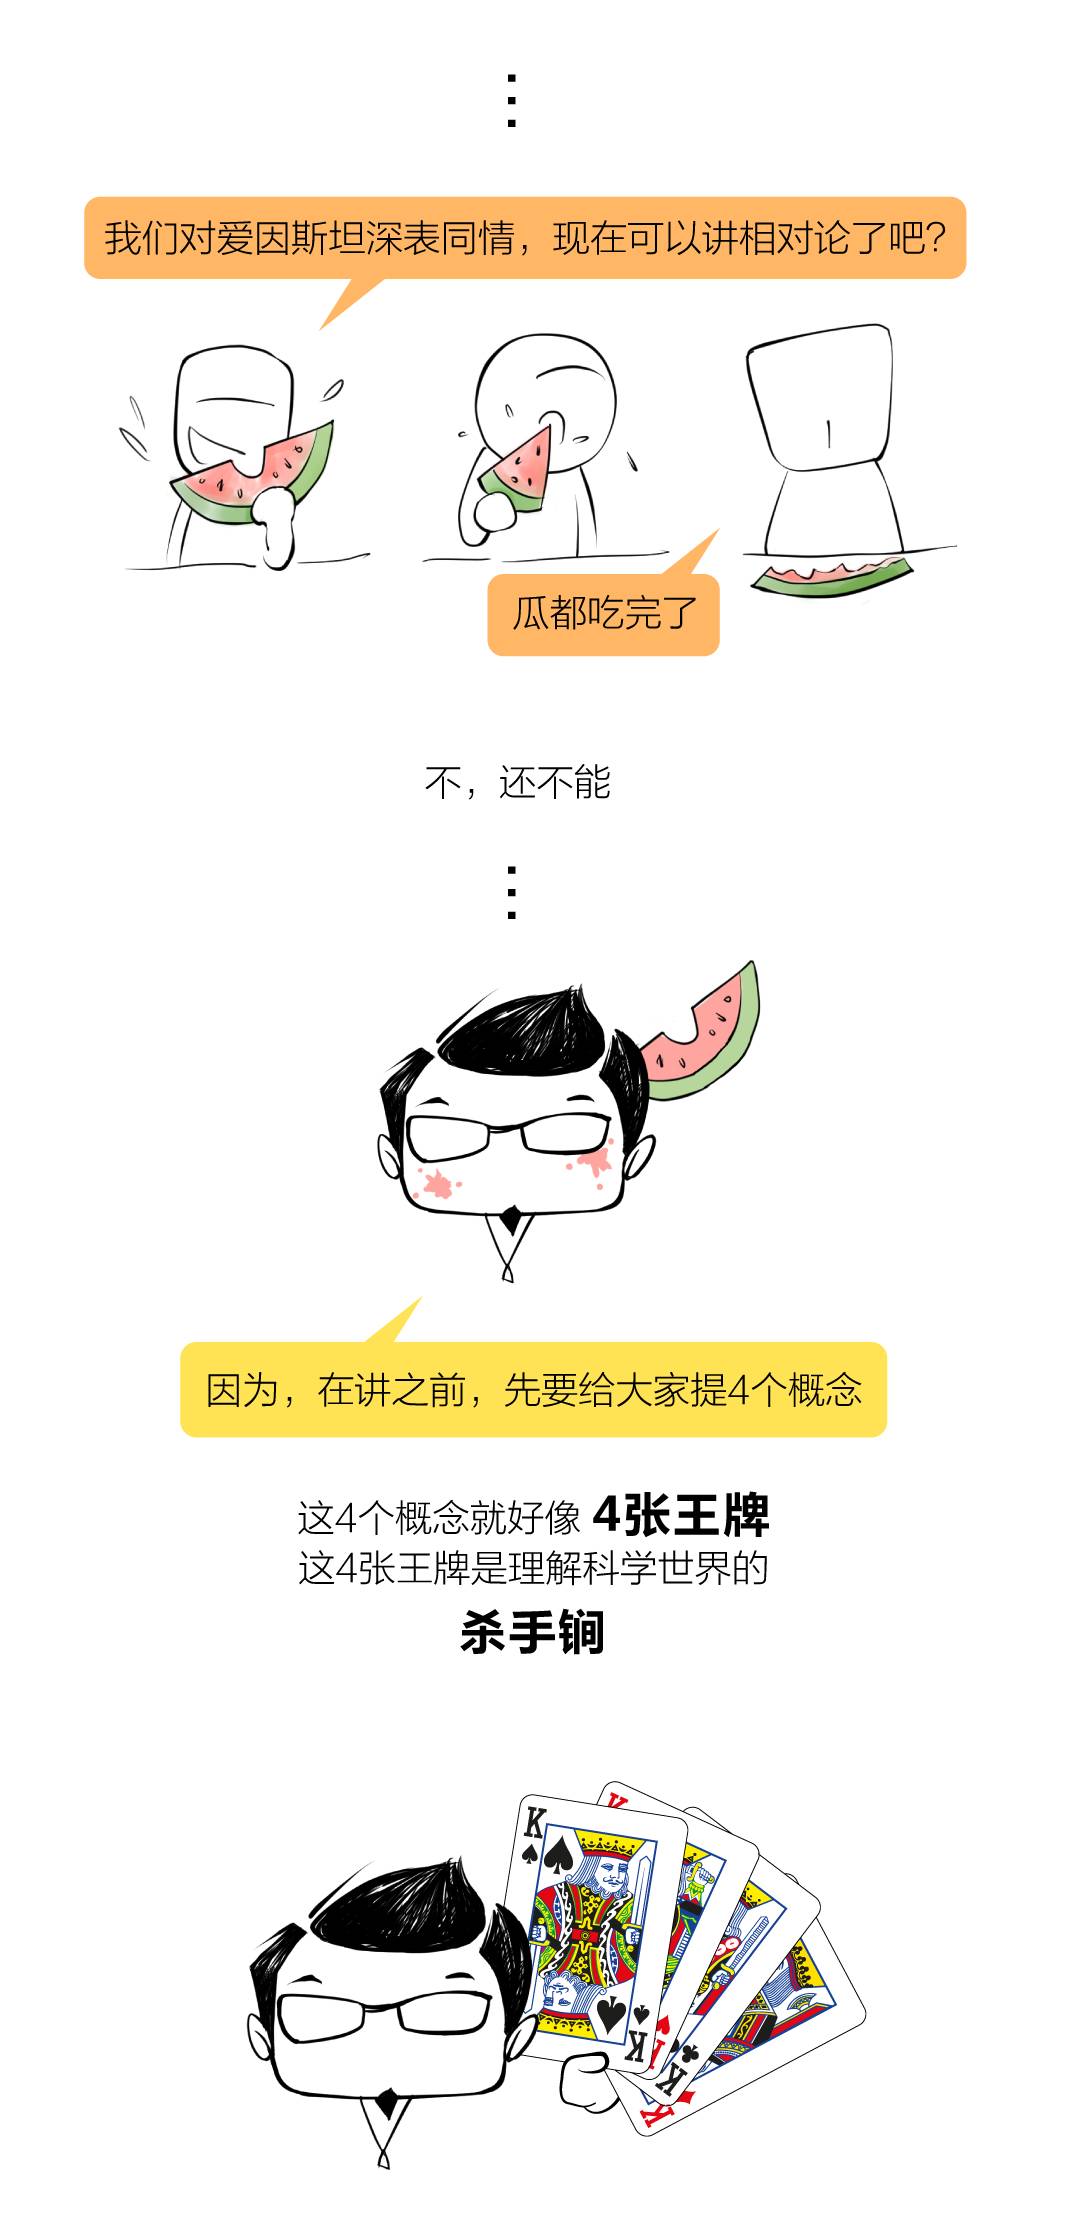 我们对爱因斯坦深表同情，现在可以讲相对论了吧？
瓜都吃完了
不，还不能
因为，在讲之前，先要给大家提4个概念
这4个概念就好像 4张王牌
这4张王牌是理解科学世界的
杀手锏
K
K
K
K
K
K